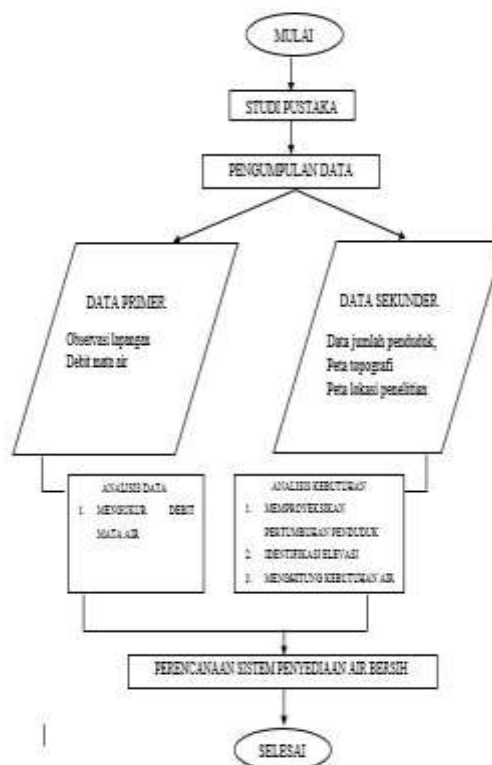 MULAI
STUDI PUSTAKA
PENGUMPULAN DATA
DATA PRIMER
Observasi lapangan
Debit mata air
DATA SEKUNDER
Data jumlah penduduk,
Peta topografi
Peta lokasi penelitian
ANALISIS DATA
1. MENGUKUR DEBIT
MATA AIR
ANALISIS KEBUTUHAN
1. MEMPROYEKSIKAN
PERTUMBUHAN PENDUDUK
2. IDENTIFIKASI ELEVASI
3. MENGHITUNG KEBUTUHAN AIR
PERENCANAAN SISTEM PENYEDIAAN AIR BERSIH
SELESAI